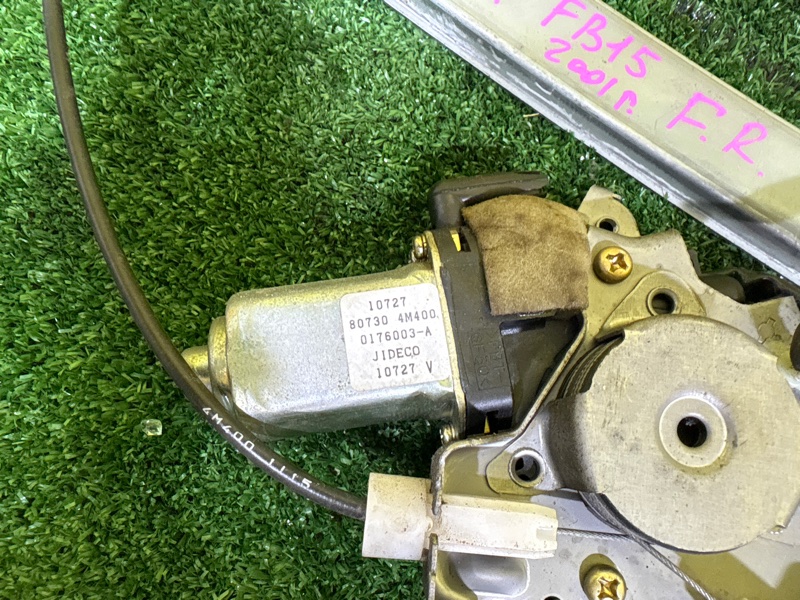 FB15
2001г.
F.R.
10727
80730 4M400.
0176003-A
JIDECO
10727 V
4M400